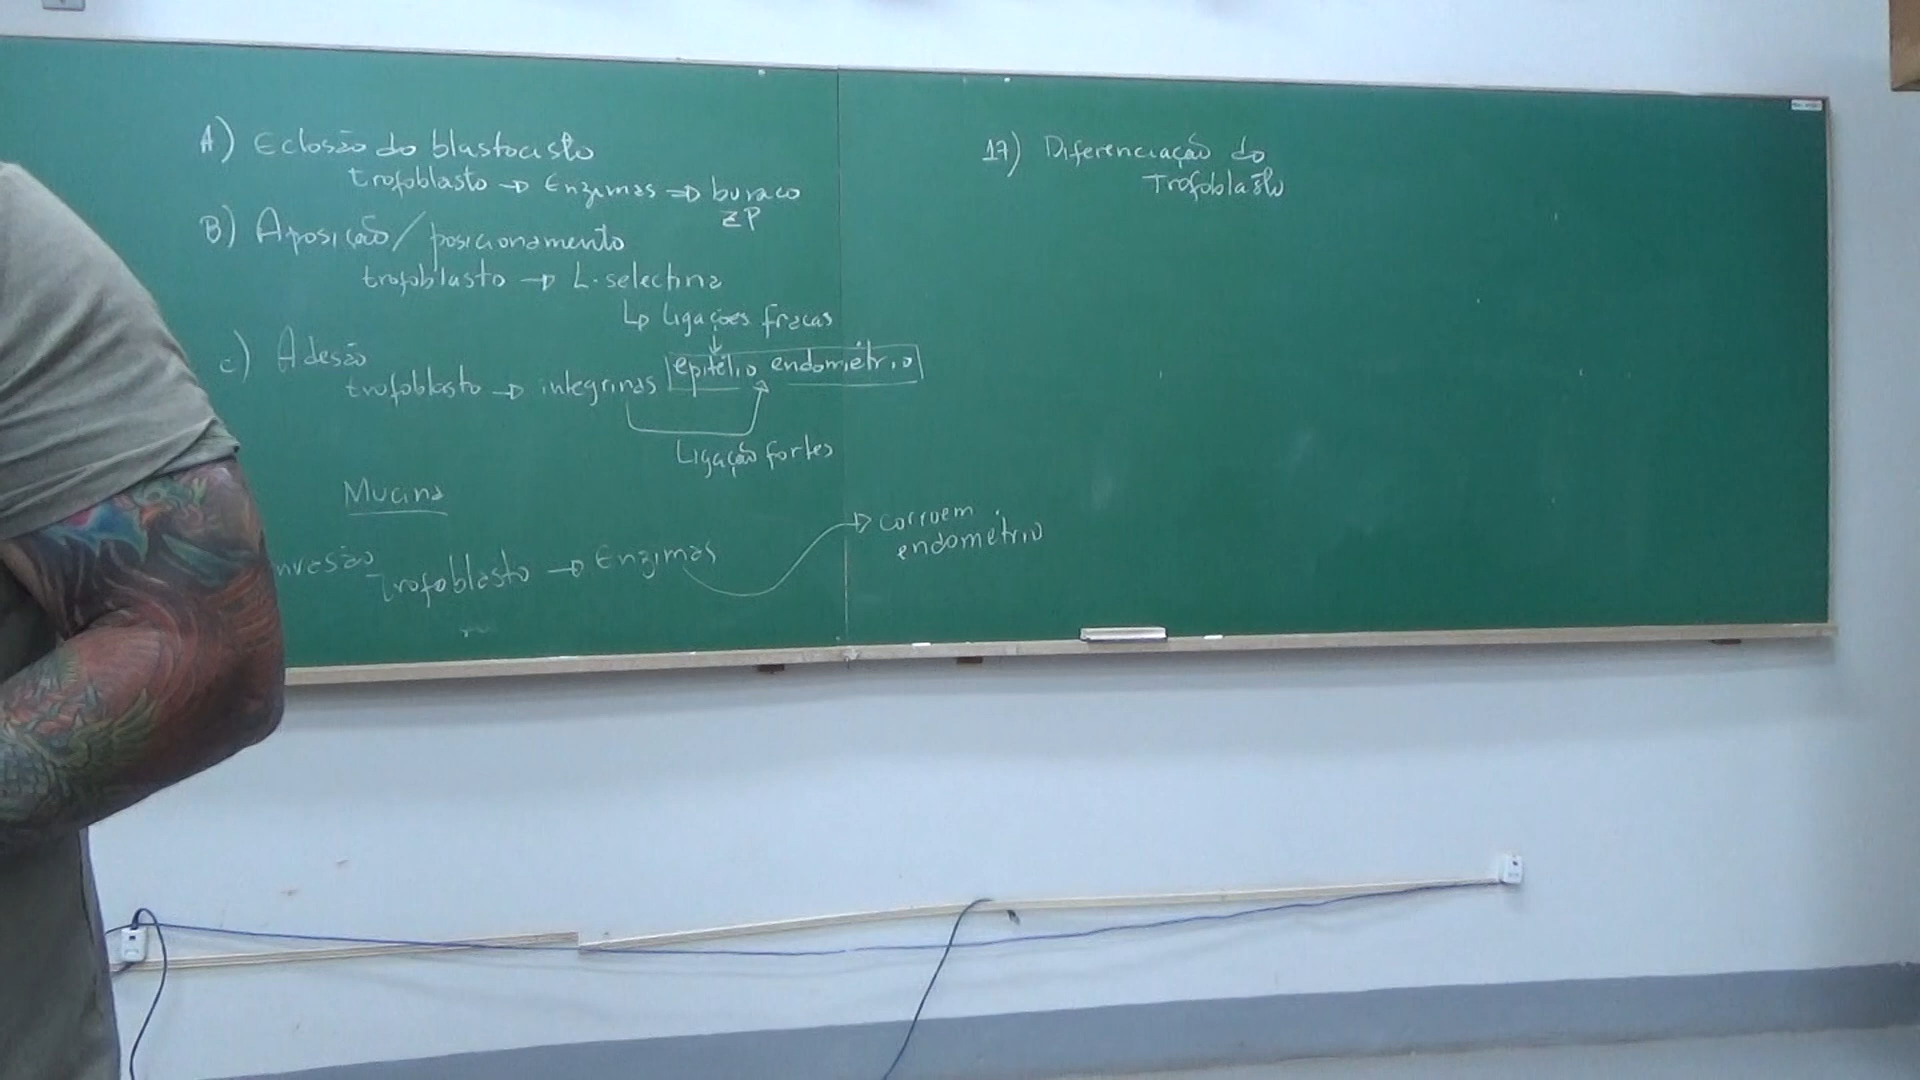 A) Eclosão do blastocisto
trofoblasto → Enzimas → buraco
ZP
B) Aposição/posicionamento
trofoblasto → L-selectina
↳ ligações fracas
↓
C) Adesão
trofoblasto → integrinas epitélio endométrio
Ligação fortes
Mucina
nvasão
trofoblasto → Enzimas → corroem
endométrio
17) Diferenciação do
Trofoblasto